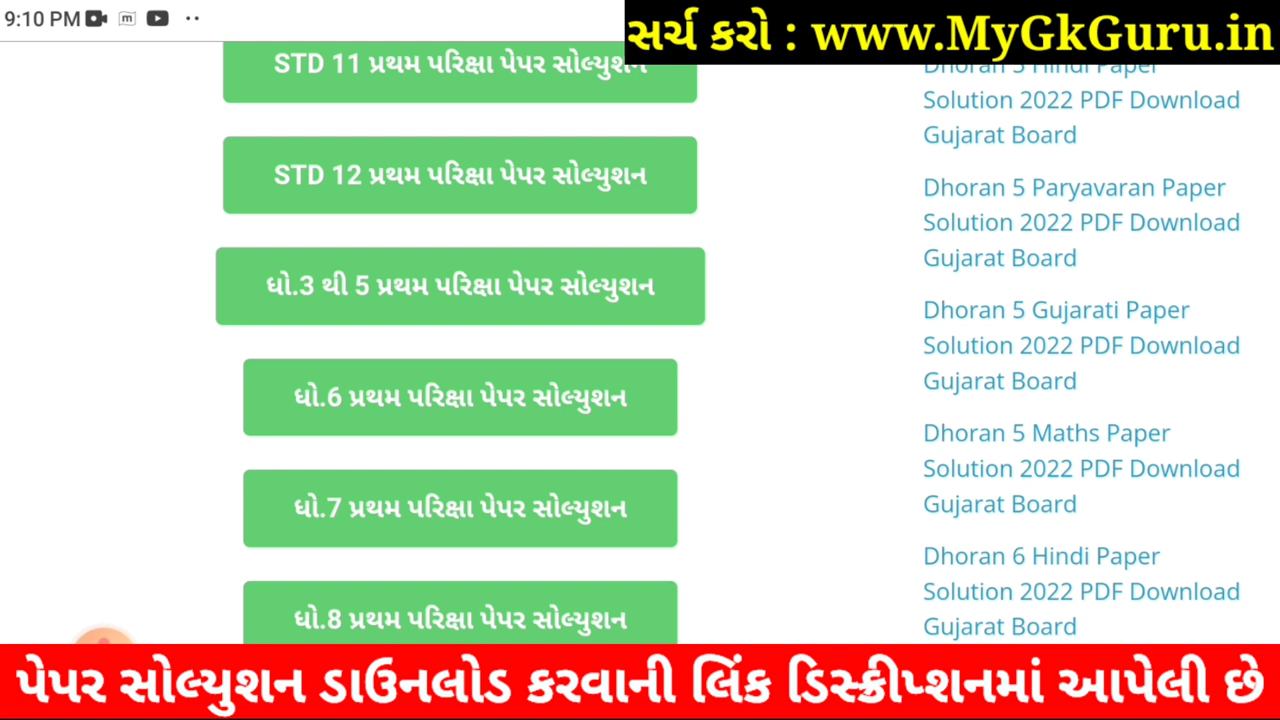 9:10 PM
સર્ચ કરો : www.MyGkGuru.in
STD 11 પ્રથમ પરિક્ષા પેપર સોલ્યુશન
STD 12 પ્રથમ પરિક્ષા પેપર સોલ્યુશન
ધો.3 થી 5 પ્રથમ પરિક્ષા પેપર સોલ્યુશન
ધો.6 પ્રથમ પરિક્ષા પેપર સોલ્યુશન
ધો.7 પ્રથમ પરિક્ષા પેપર સોલ્યુશન
ધો.8 પ્રથમ પરિક્ષા પેપર સોલ્યુશન
Dhoran 5 Hindi Paper
Solution 2022 PDF Download
Gujarat Board
Dhoran 5 Paryavaran Paper
Solution 2022 PDF Download
Gujarat Board
Dhoran 5 Gujarati Paper
Solution 2022 PDF Download
Gujarat Board
Dhoran 5 Maths Paper
Solution 2022 PDF Download
Gujarat Board
Dhoran 6 Hindi Paper
Solution 2022 PDF Download
Gujarat Board
પેપર સોલ્યુશન ડાઉનલોડ કરવાની લિંક ડિસ્ક્રીપ્શનમાં આપેલી છે